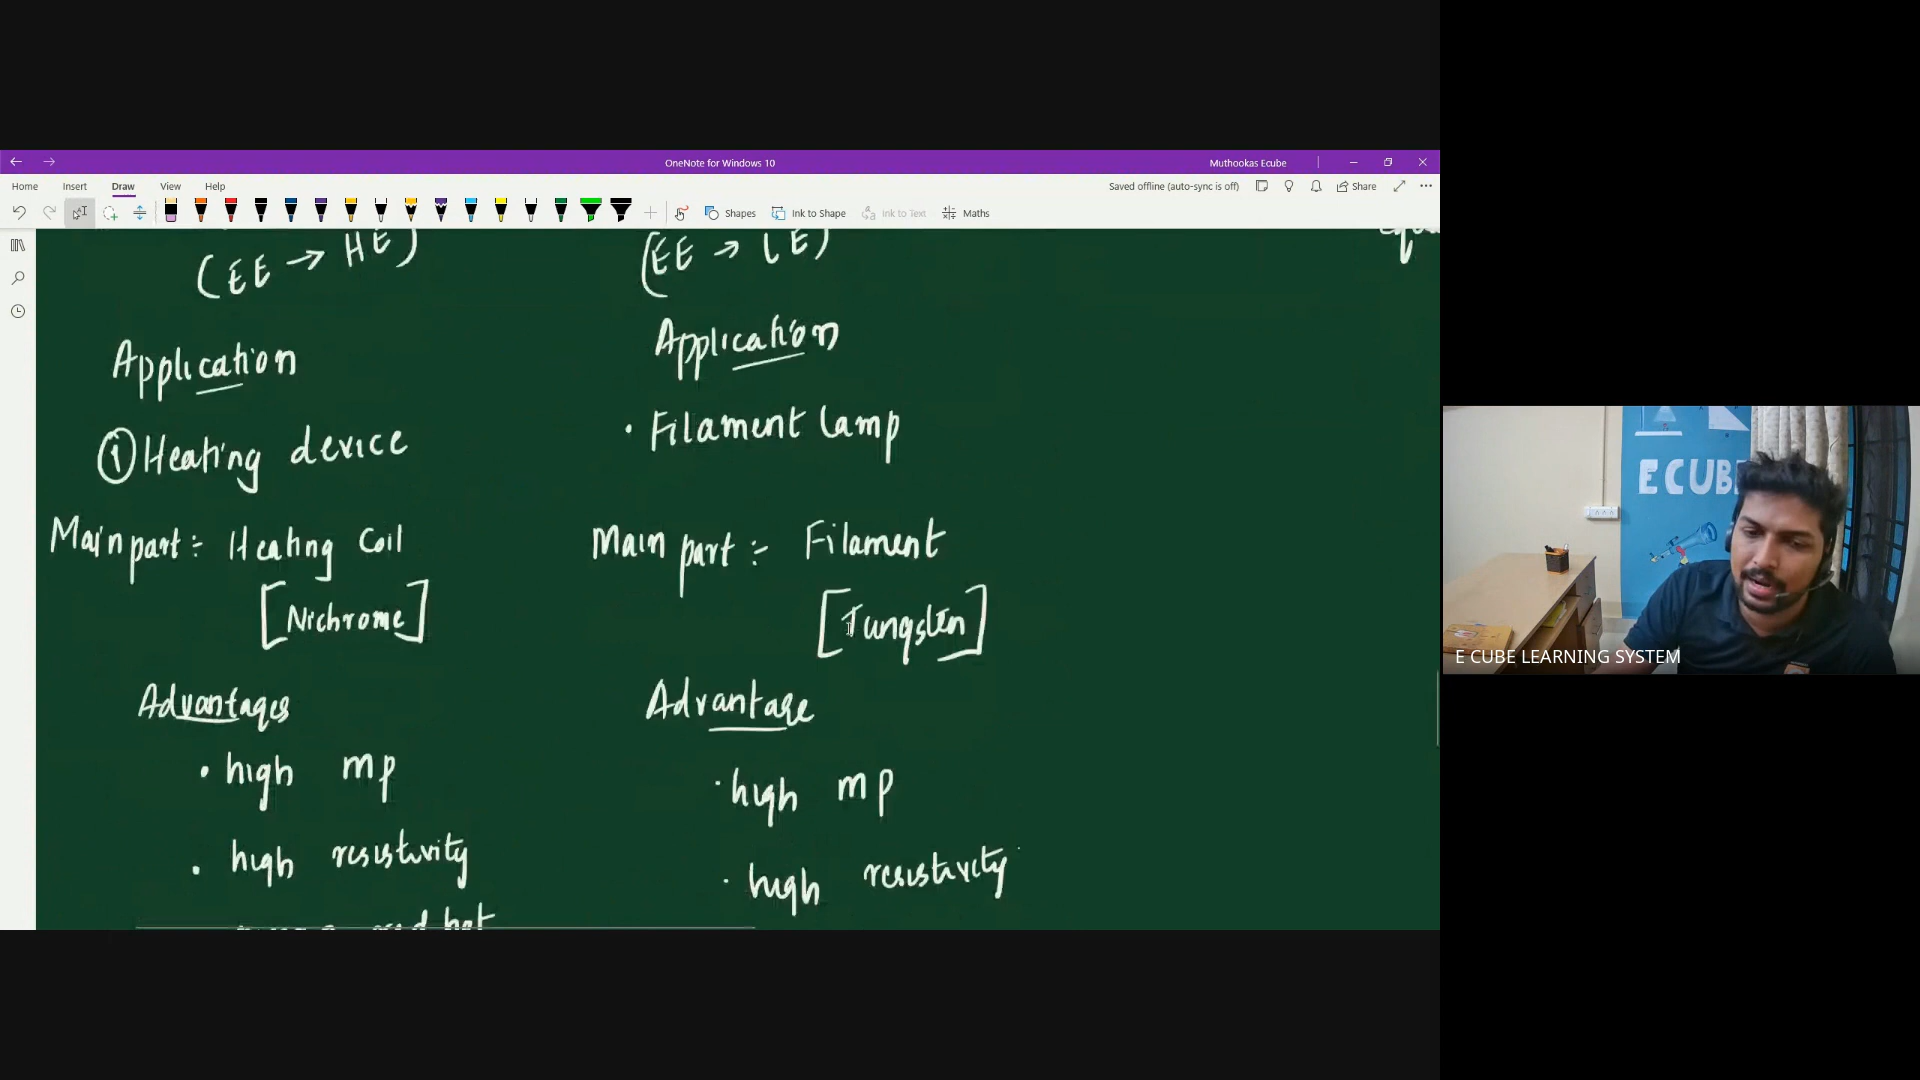 OneNote for Windows 10
Muthookas Ecube
Home Insert Draw View Help
Saved offline (auto-sync is off)
Share
Shapes
Ink to Shape
Ink to Text
Maths
(EE → HE)
Application
① Heating device
Main part :- Heating Coil
[Nichrome]
Advantages
• high mp
• high resistivity
red hot
(EE → LE)
Application
• Filament lamp
Main part :- Filament
[Tungsten]
Advantage
• high mp
• high resistivity
E CUBE
E CUBE LEARNING SYSTEM